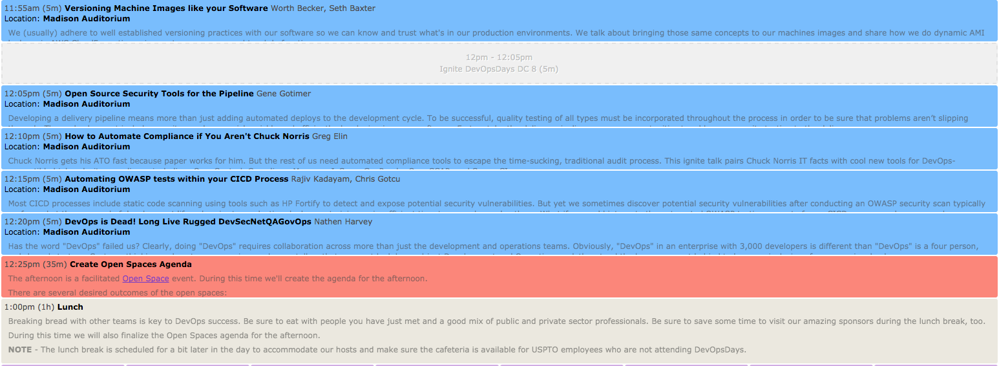 11:55am (5m) Versioning Machine Images like your Software Worth Becker, Seth Baxter
Location: Madison Auditorium
We (usually) adhere to well established versioning practices with our software so we can know and trust what's in our production environments. We talk about bringing those same concepts to our machines images and share how we do dynamic AMI
12pm - 12:05pm
Ignite DevOpsDays DC 8 (5m)
12:05pm (5m) Open Source Security Tools for the Pipeline Gene Gotimer
Location: Madison Auditorium
Developing a delivery pipeline means more than just adding automated deploys to the development cycle. To be successful, quality testing of all types must be incorporated throughout the process in order to be sure that problems aren’t slipping
12:10pm (5m) How to Automate Compliance if You Aren't Chuck Norris Greg Elin
Location: Madison Auditorium
Chuck Norris gets his ATO fast because paper works for him. But the rest of us need automated compliance tools to escape the time-sucking, traditional audit process. This ignite talk pairs Chuck Norris IT facts with cool new tools for DevOps-
12:15pm (5m) Automating OWASP tests within your CICD Process Rajiv Kadayam, Chris Gotcu
Location: Madison Auditorium
Most CICD processes include static code scanning using tools such as HP Fortify to detect and expose potential security vulnerabilities. But yet we sometimes discover potential security vulnerabilities after conducting an OWASP security scan typically
12:20pm (5m) DevOps is Dead! Long Live Rugged DevSecNetQAGovOps Nathen Harvey
Location: Madison Auditorium
Has the word "DevOps" failed us? Clearly, doing "DevOps" requires collaboration across more than just the development and operations teams. Obviously, "DevOps" in an enterprise with 3,000 developers is different than "DevOps" is a four person,
12:25pm (35m) Create Open Spaces Agenda
The afternoon is a facilitated Open Space event. During this time we'll create the agenda for the afternoon.
There are several desired outcomes of the open spaces:
1:00pm (1h) Lunch
Breaking bread with other teams is key to DevOps success. Be sure to eat with people you have just met and a good mix of public and private sector professionals. Be sure to save some time to visit our amazing sponsors during the lunch break, too.
During this time we will also finalize the Open Spaces agenda for the afternoon.
NOTE - The lunch break is scheduled for a bit later in the day to accommodate our hosts and make sure the cafeteria is available for USPTO employees who are not attending DevOpsDays.